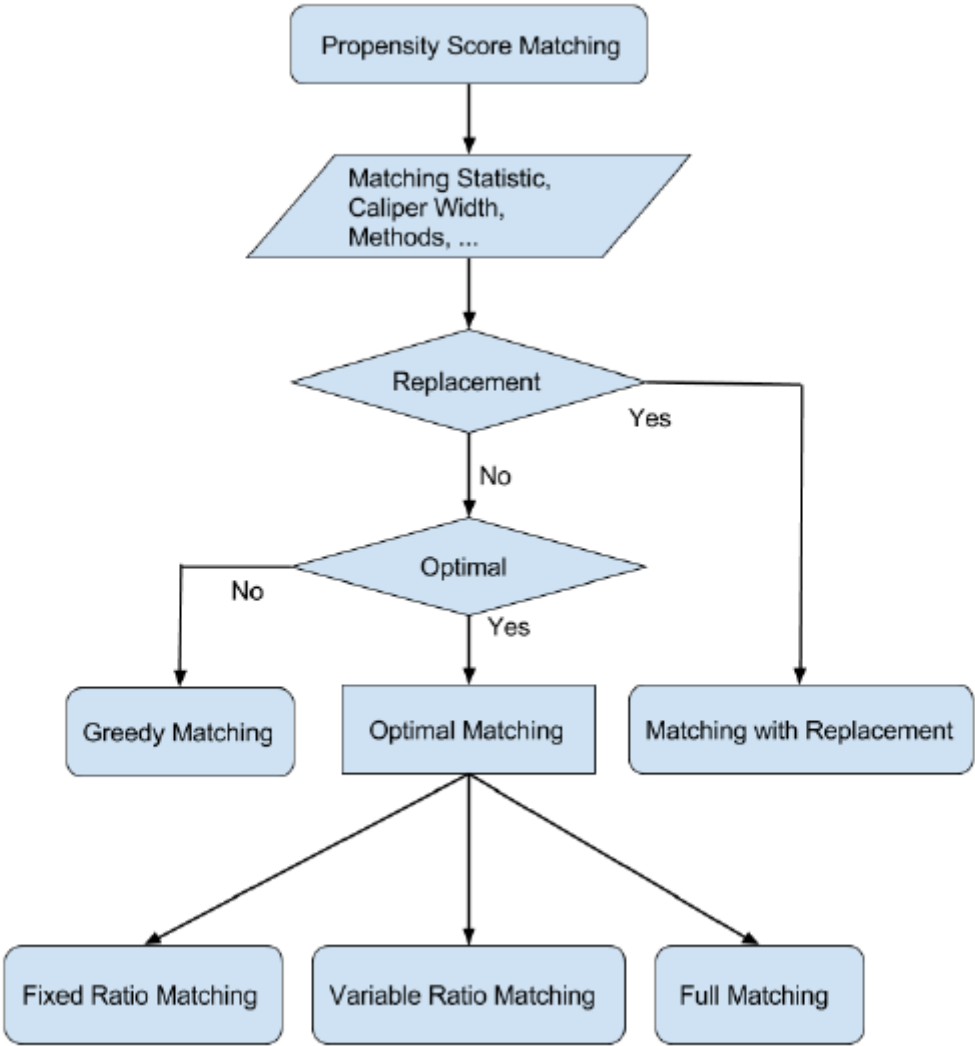 Propensity Score Matching
Matching Statistic,
Caliper Width,
Methods, ...
Replacement
Yes
No
Optimal
No
Yes
Greedy Matching
Optimal Matching
Matching with Replacement
Fixed Ratio Matching
Variable Ratio Matching
Full Matching